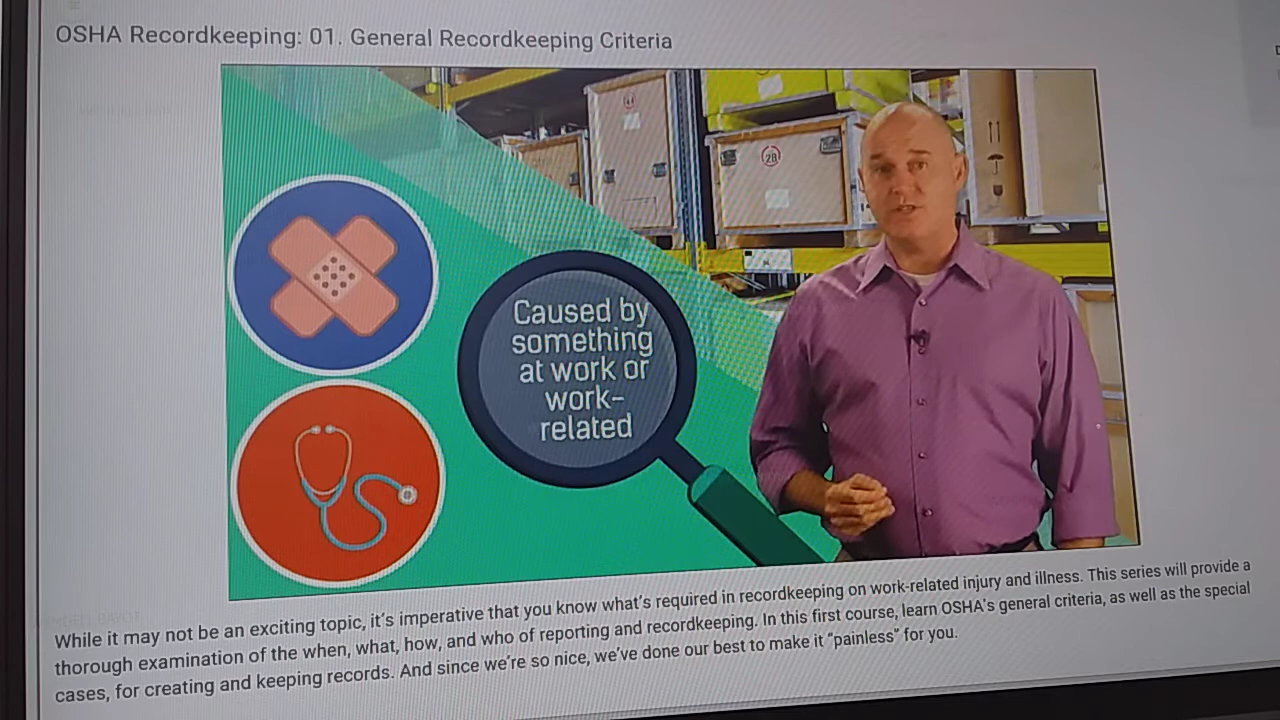 OSHA Recordkeeping: 01. General Recordkeeping Criteria
28
Caused by
something
at work or
work-
related
While it may not be an exciting topic, it's imperative that you know what's required in recordkeeping on work-related injury and illness. This series will provide a
thorough examination of the when, what, how, and who of reporting and recordkeeping. In this first course, learn OSHA's general criteria, as well as the special
cases, for creating and keeping records. And since we're so nice, we've done our best to make it "painless" for you.